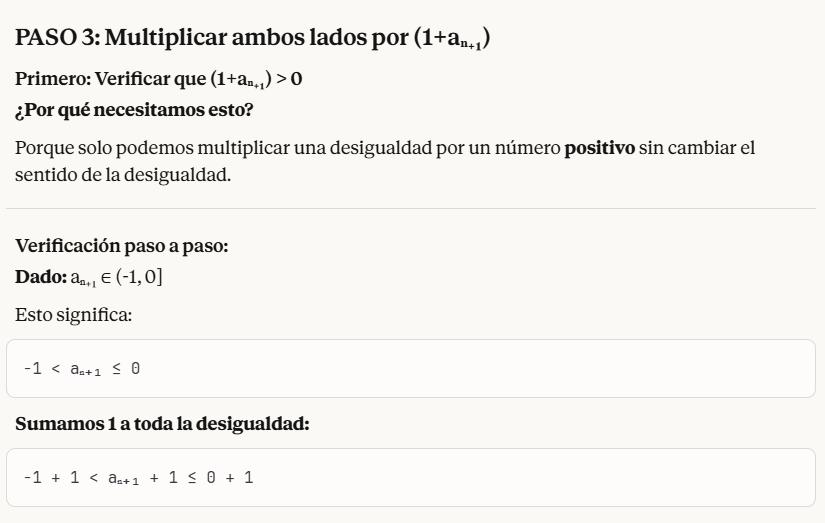 PASO 3: Multiplicar ambos lados por (1+aₙ₊₁)
Primero: Verificar que (1+aₙ₊₁) > 0
¿Por qué necesitamos esto?
Porque solo podemos multiplicar una desigualdad por un número positivo sin cambiar el
sentido de la desigualdad.
Verificación paso a paso:
Dado: aₙ₊₁ ∈ (-1, 0]
Esto significa:
-1 < aₙ₊₁ ≤ 0
Sumamos 1 a toda la desigualdad:
-1 + 1 < aₙ₊₁ + 1 ≤ 0 + 1